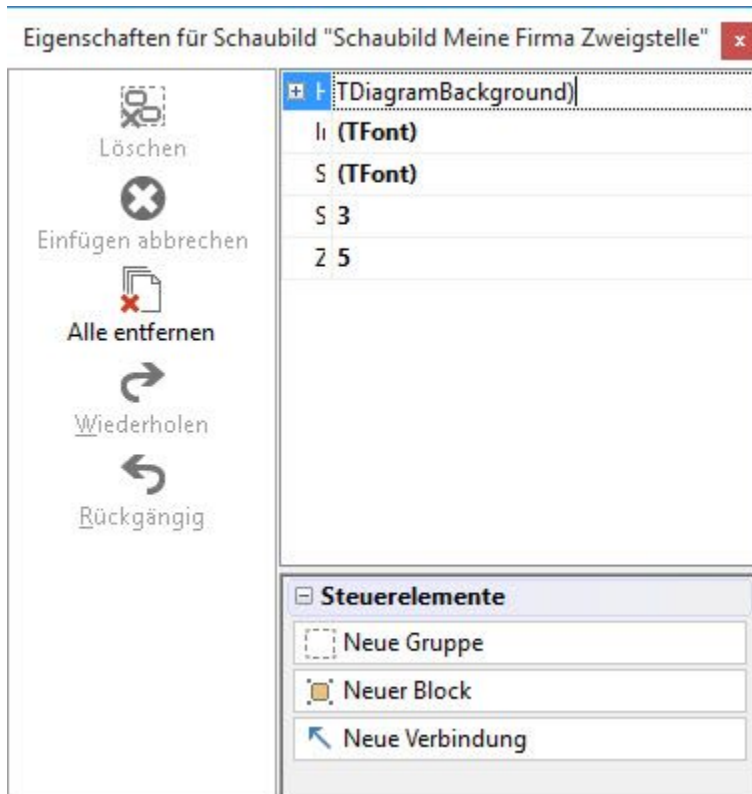 Eigenschaften für Schaubild "Schaubild Meine Firma Zweigstelle" x
Löschen
Einfügen abbrechen
Alle entfernen
Wiederholen
Rückgängig
TDiagramBackground)
(TFont)
S (TFont)
S 3
Z 5
Steuerelemente
Neue Gruppe
Neuer Block
Neue Verbindung